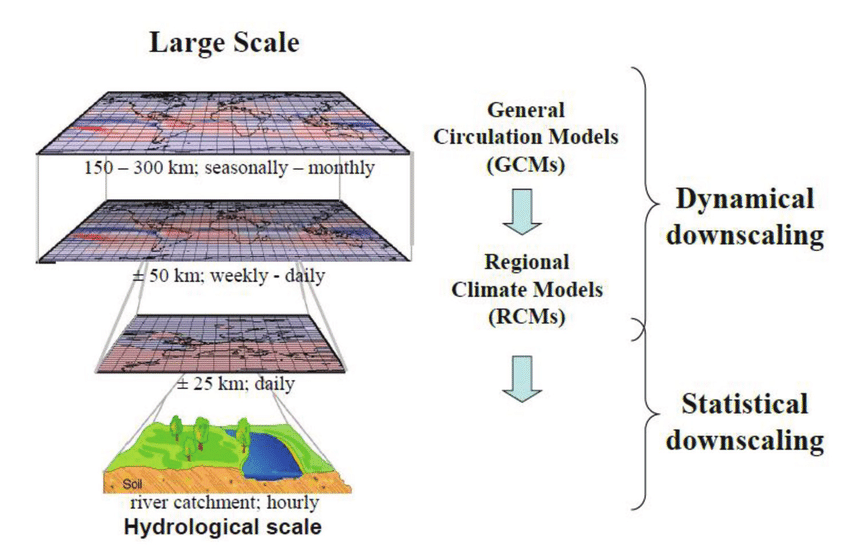 Large Scale
150 – 300 km; seasonally – monthly
± 50 km; weekly - daily
± 25 km; daily
Soil
river catchment; hourly
Hydrological scale
General
Circulation Models
(GCMs)
Regional
Climate Models
(RCMs)
Dynamical
downscaling
Statistical
downscaling